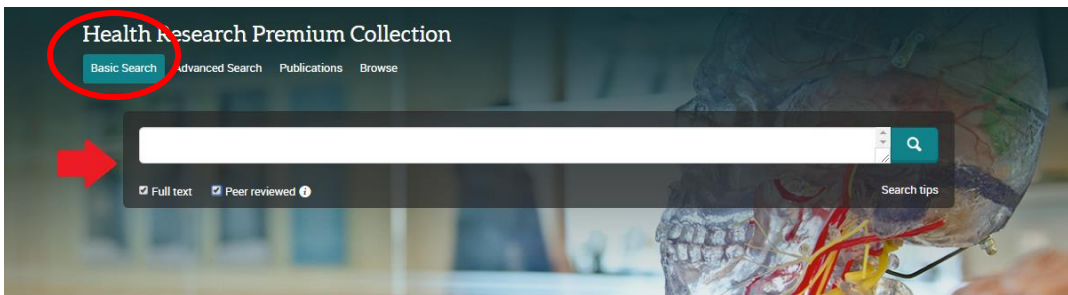 Health Research Premium Collection
Basic Search Advanced Search Publications Browse
Full text Peer reviewed
Search tips